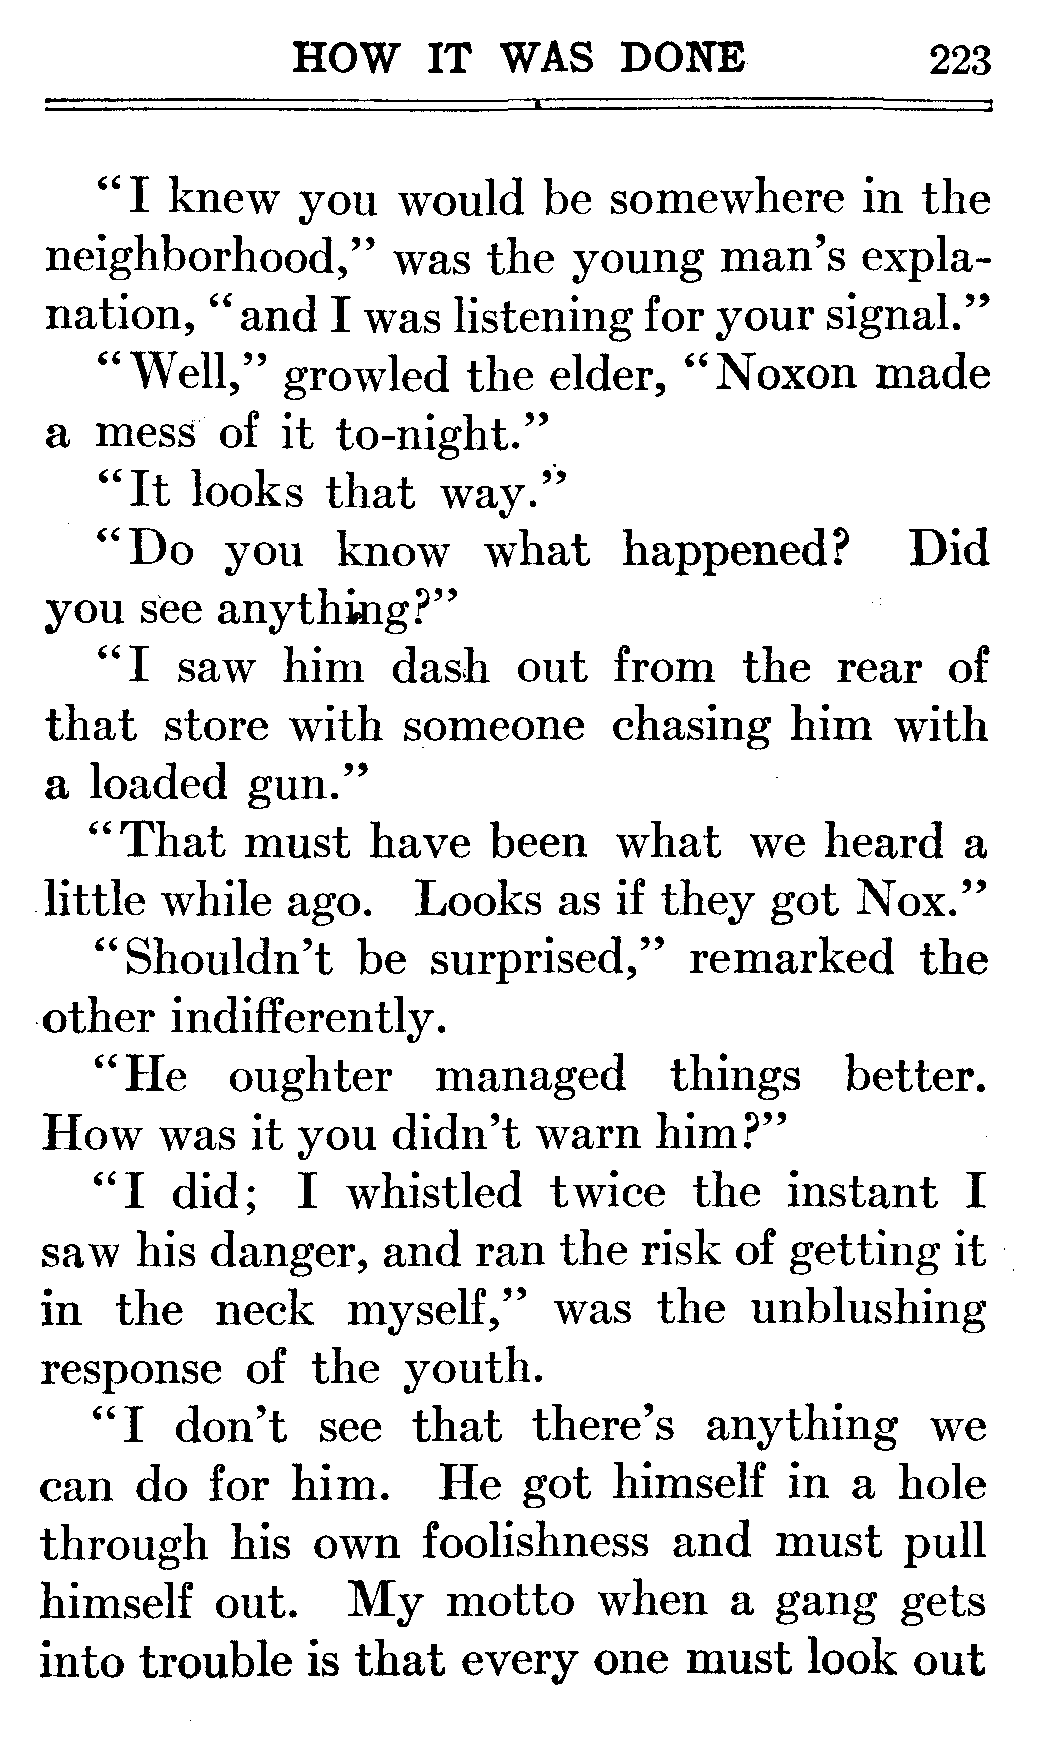 HOW IT WAS DONE 223
"I knew you would be somewhere in the
neighborhood," was the young man's expla-
nation, "and I was listening for your signal."
"Well," growled the elder, "Noxon made
a mess of it to-night."
"It looks that way."
"Do you know what happened? Did
you see anything?"
"I saw him dash out from the rear of
that store with someone chasing him with
a loaded gun."
"That must have been what we heard a
little while ago. Looks as if they got Nox."
"Shouldn't be surprised," remarked the
other indifferently.
"He oughter managed things better.
How was it you didn't warn him?"
"I did; I whistled twice the instant I
saw his danger, and ran the risk of getting it
in the neck myself," was the unblushing
response of the youth.
"I don't see that there's anything we
can do for him. He got himself in a hole
through his own foolishness and must pull
himself out. My motto when a gang gets
into trouble is that every one must look out